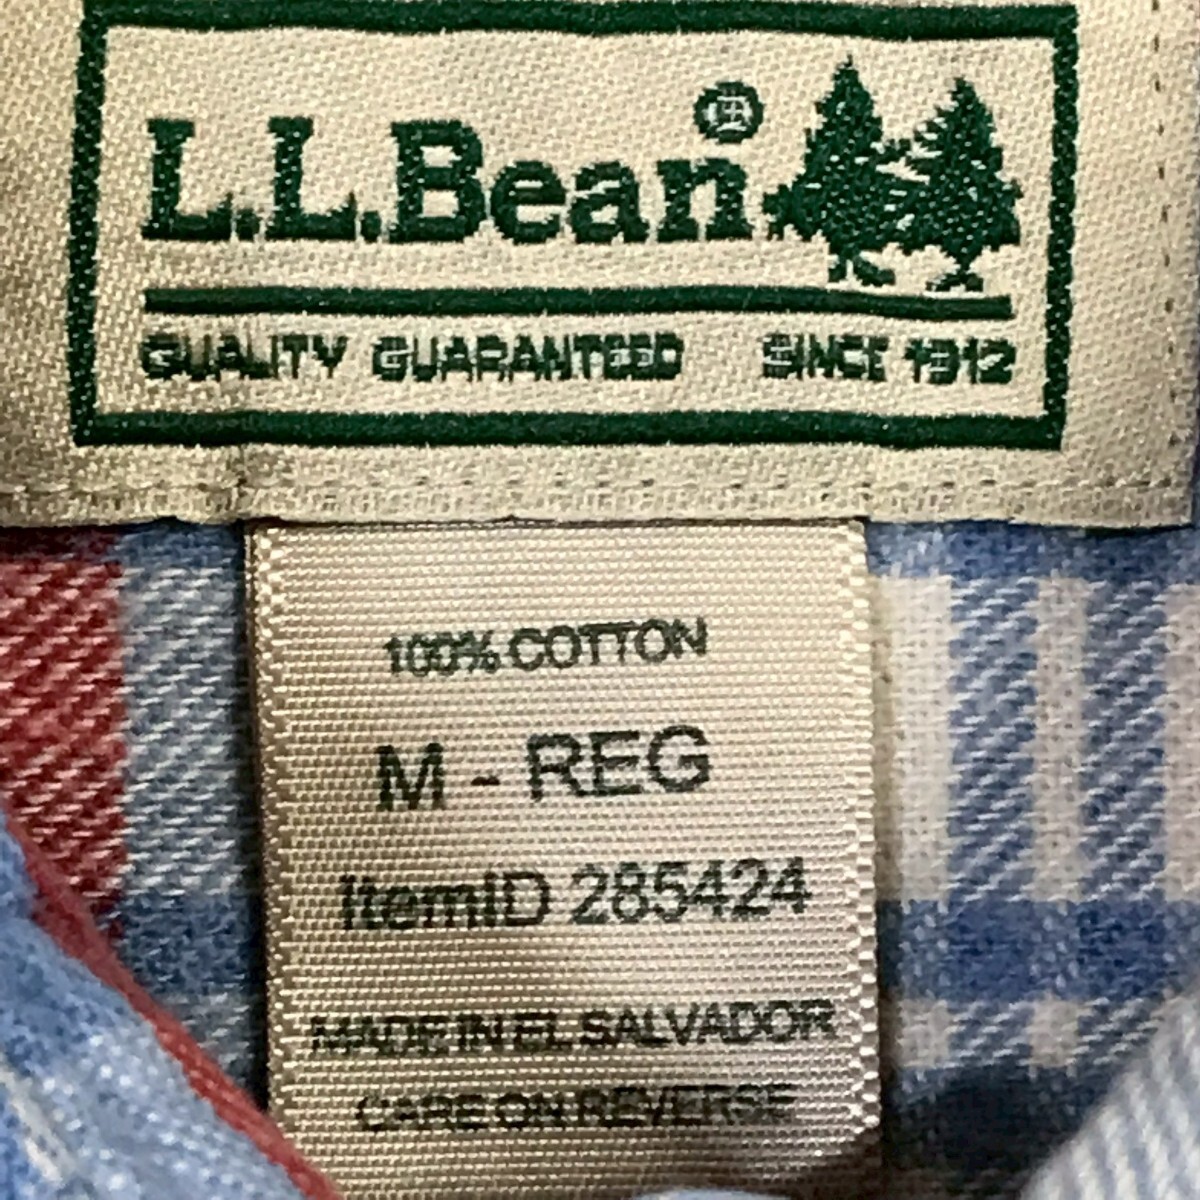 L.L.Bean®
QUALITY GUARANTEED SINCE 1912
100% COTTON
M - REG
ItemID 285424
MADE IN EL SALVADOR
CARE ON REVERSE